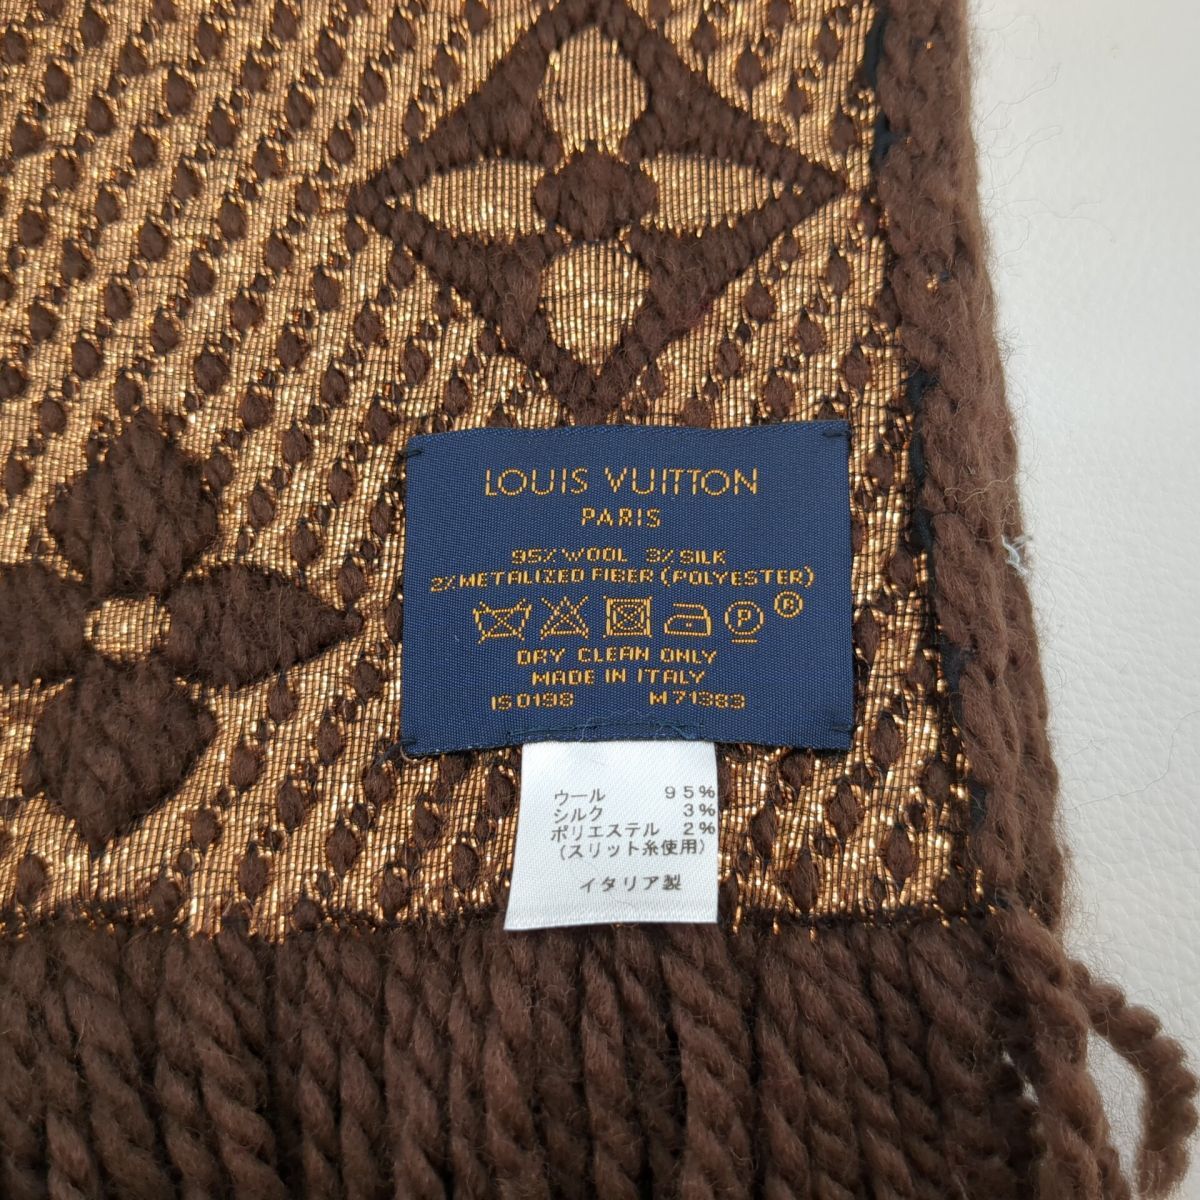 LOUIS VUITTON
PARIS
95% WOOL 3% SILK
2% METALIZED FIBER (POLYESTER)
P ®
DRY CLEAN ONLY
MADE IN ITALY
IS0198 M71383
ウール 95%
シルク 3%
ポリエステル 2%
(スリット糸使用)
イタリア製